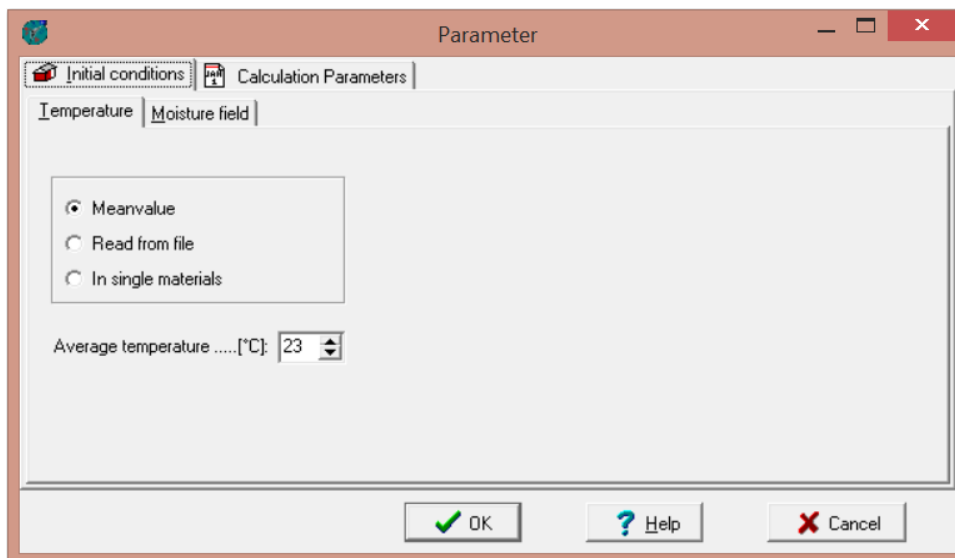 Parameter
Initial conditions Calculation Parameters
Temperature Moisture field
Meanvalue
Read from file
In single materials
Average temperature .....[°C]: 23
OK Help Cancel